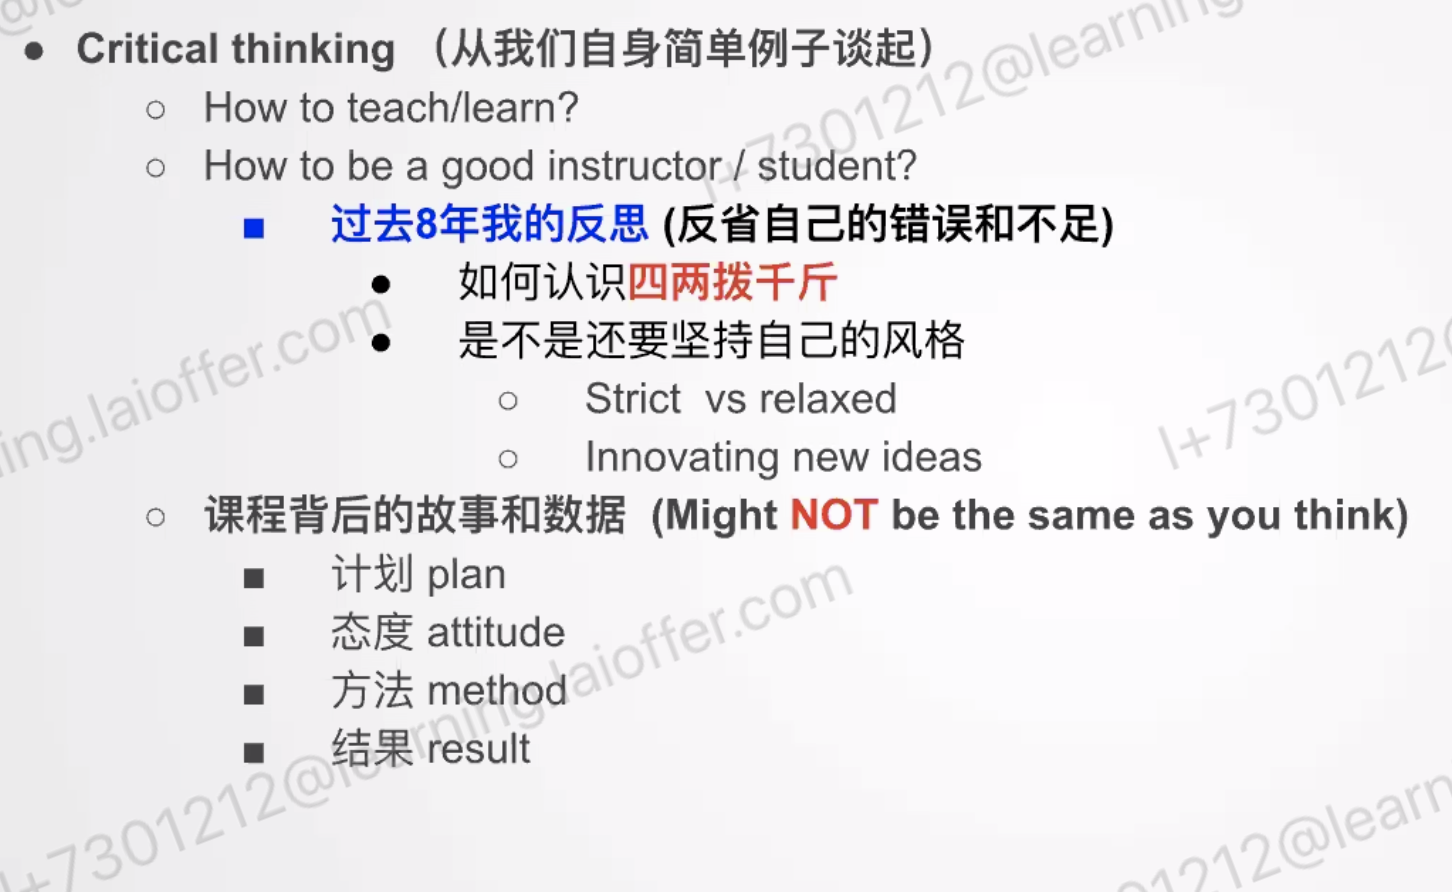 ● Critical thinking （从我们自身简单例子谈起）
○ How to teach/learn?
○ How to be a good instructor / student?
■ 过去8年我的反思 (反省自己的错误和不足)
● 如何认识四两拨千斤
● 是不是还要坚持自己的风格
○ Strict vs relaxed
○ Innovating new ideas
○ 课程背后的故事和数据 (Might NOT be the same as you think)
■ 计划 plan
■ 态度 attitude
■ 方法 method
■ 结果 result
l+7301212@learning
ning.laioffer.com
l+7301212@
l+7301212@learning.laioffer.com
01212@learn